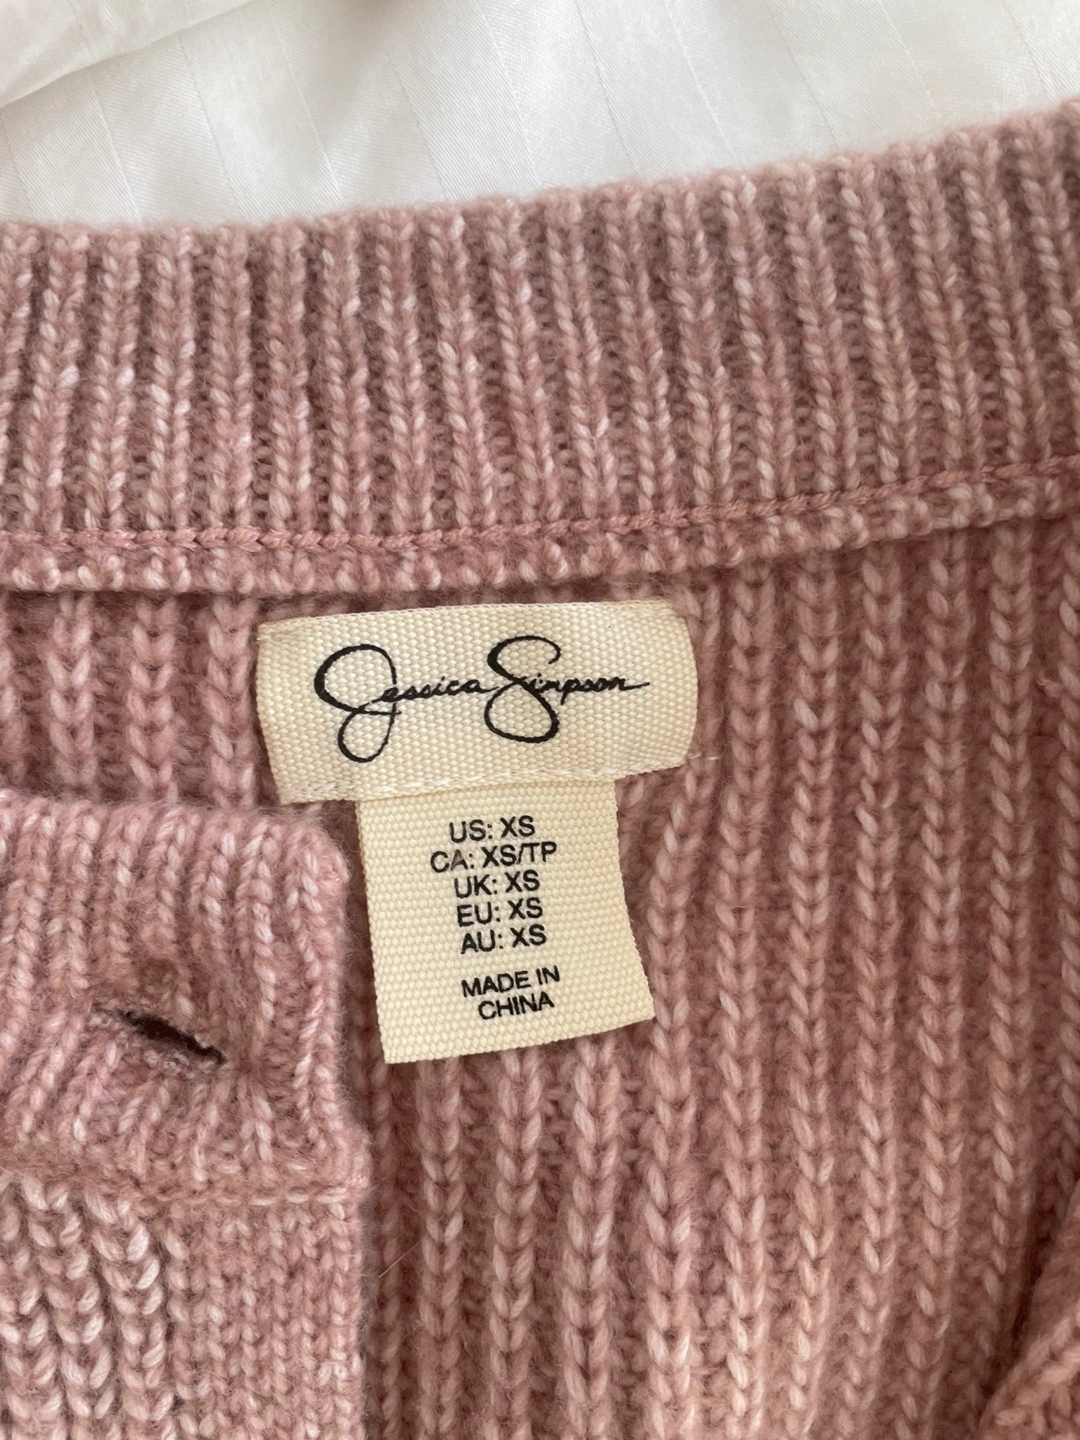 Jessica Simpson
US: XS
CA: XS/TP
UK: XS
EU: XS
AU: XS
MADE IN
CHINA